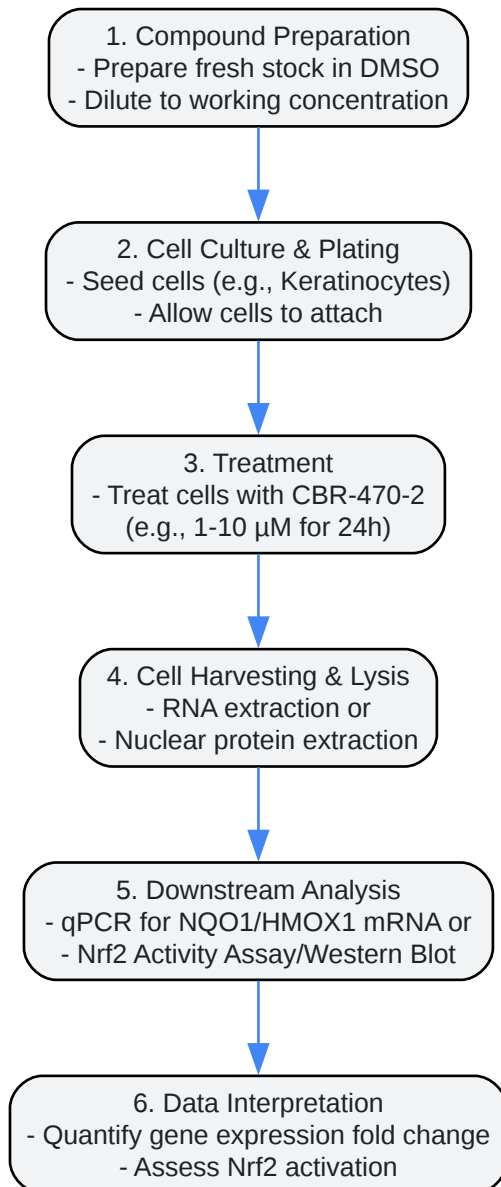 1. Compound Preparation
- Prepare fresh stock in DMSO
- Dilute to working concentration
2. Cell Culture & Plating
- Seed cells (e.g., Keratinocytes)
- Allow cells to attach
3. Treatment
- Treat cells with CBR-470-2
(e.g., 1-10 µM for 24h)
4. Cell Harvesting & Lysis
- RNA extraction or
- Nuclear protein extraction
5. Downstream Analysis
- qPCR for NQO1/HMOX1 mRNA or
- Nrf2 Activity Assay/Western Blot
6. Data Interpretation
- Quantify gene expression fold change
- Assess Nrf2 activation